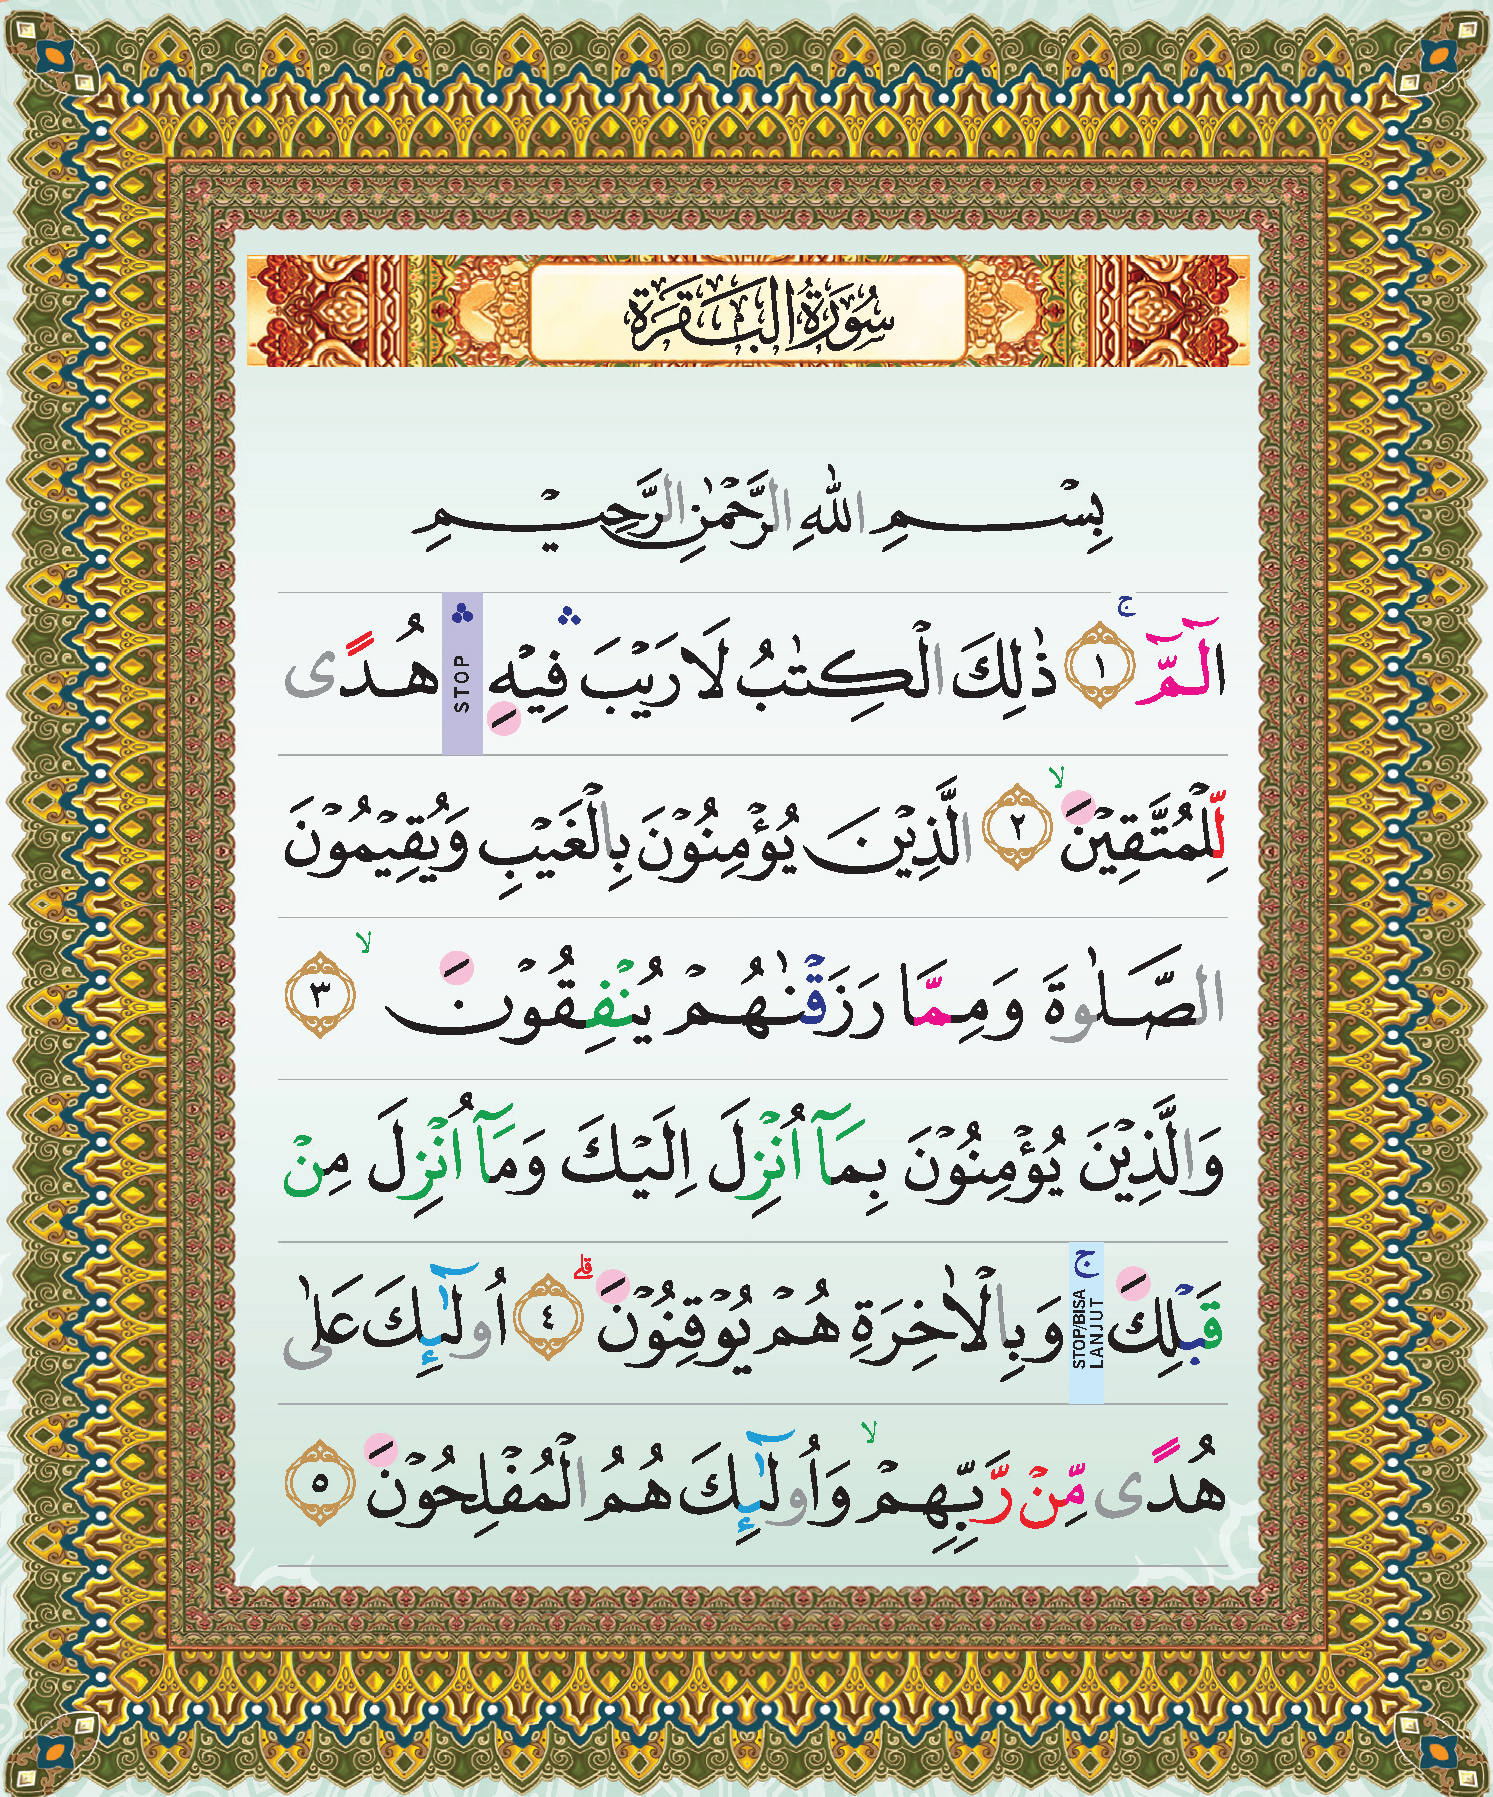 سُورَةُ الْبَقَرَةِ
بِسْمِ اللّٰهِ الرَّحْمٰنِ الرَّحِيْمِ
الۤمّۤ ۚ ١ ذٰلِكَ الْكِتٰبُ لَا رَيْبَ ۛ فِيْهِ ۛ STOP هُدًى
لِّلْمُتَّقِيْنَ ۙ ٢ الَّذِيْنَ يُؤْمِنُوْنَ بِالْغَيْبِ وَيُقِيْمُوْنَ
الصَّلٰوةَ وَمِمَّا رَزَقْنٰهُمْ يُنْفِقُوْنَ ۙ ٣
وَالَّذِيْنَ يُؤْمِنُوْنَ بِمَآ اُنْزِلَ اِلَيْكَ وَمَآ اُنْزِلَ مِنْ
قَبْلِكَ ۚ STOP/BISA LANJUT وَبِالْاٰخِرَةِ هُمْ يُوْقِنُوْنَ ۗ ٤ اُولٰۤىِٕكَ عَلٰى
هُدًى مِّنْ رَّبِّهِمْ ۙ وَاُولٰۤىِٕكَ هُمُ الْمُفْلِحُوْنَ ٥